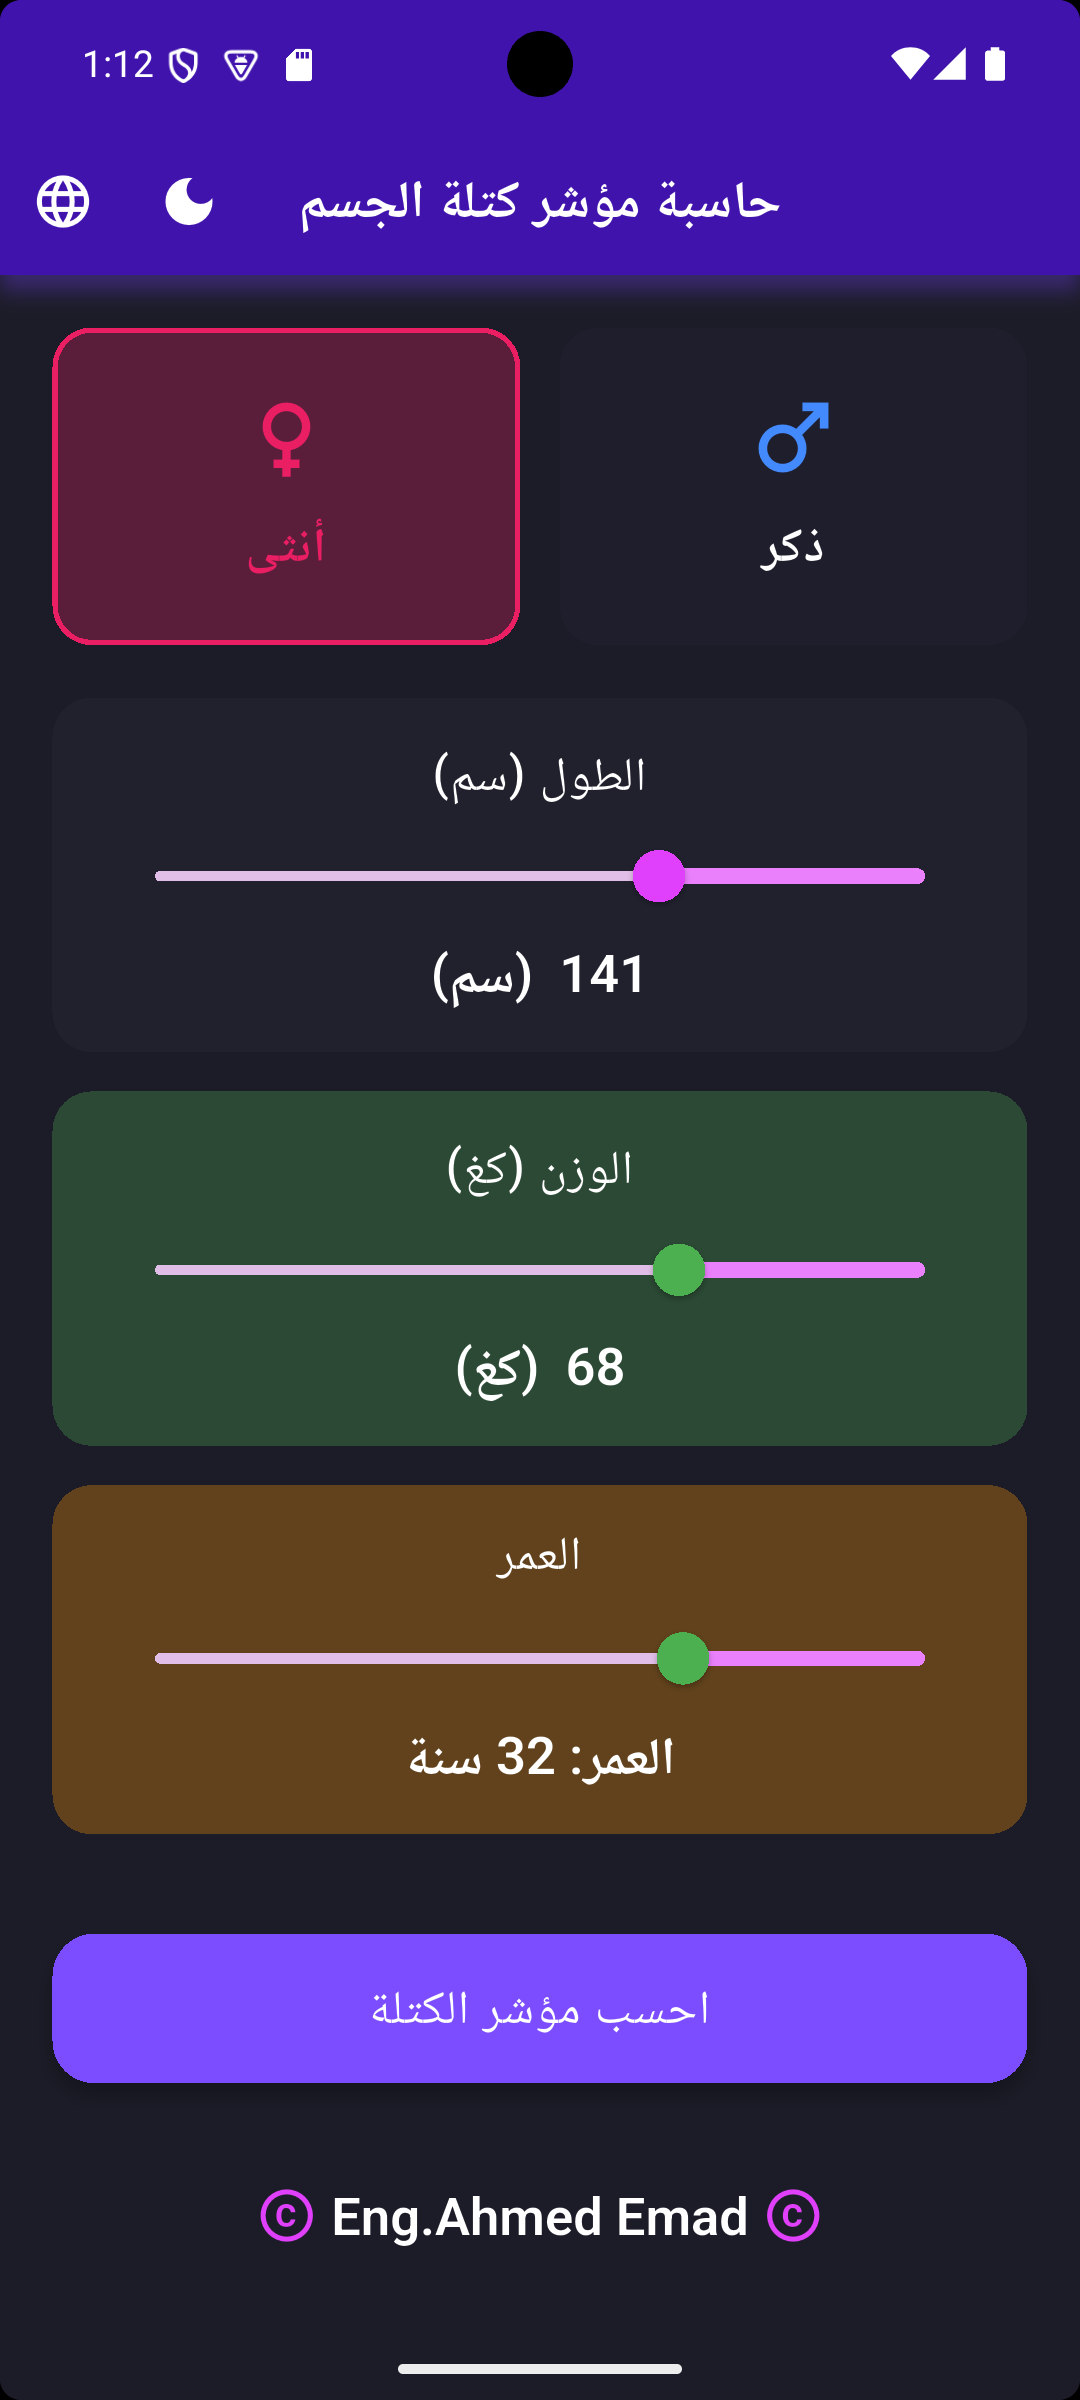 1:12
حاسبة مؤشر كتلة الجسم
ذكر
أنثى
الطول (سم)
141 (سم)
الوزن (كغ)
68 (كغ)
العمر
العمر: 32 سنة
احسب مؤشر الكتلة
© Eng.Ahmed Emad ©